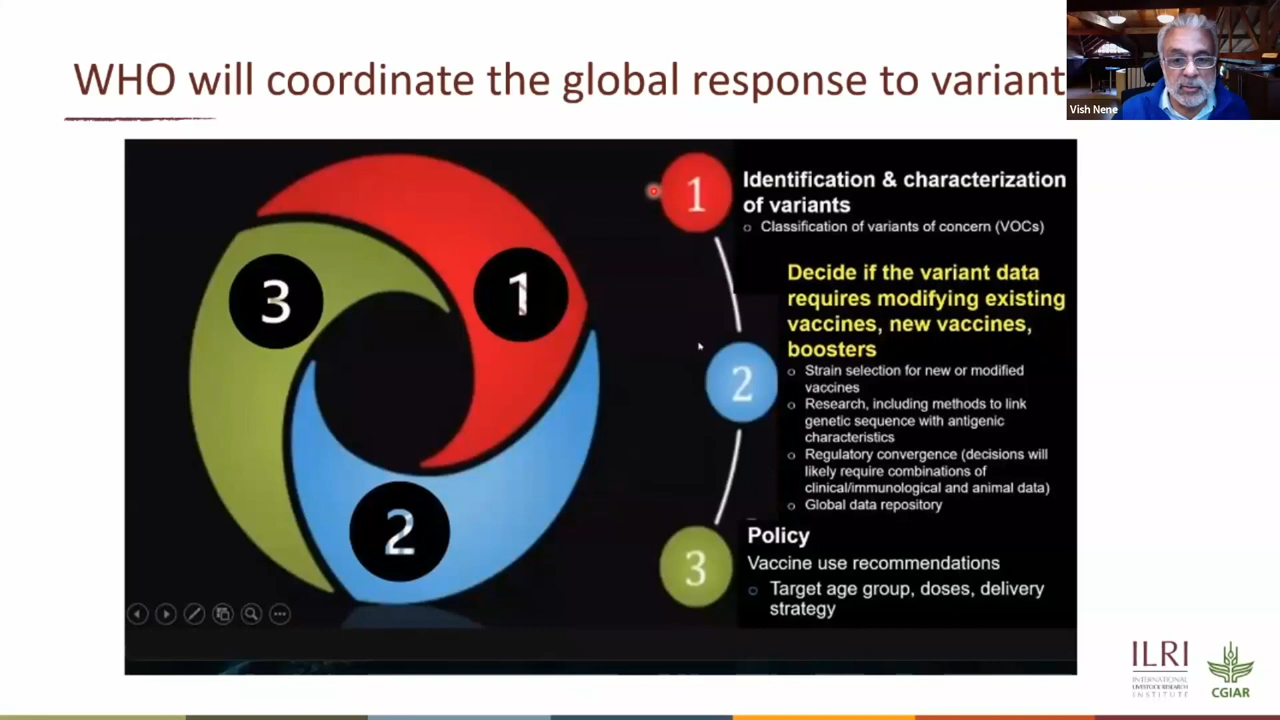 WHO will coordinate the global response to variant
Vish Nene
3
1
2
1
Identification & characterization
of variants
o Classification of variants of concern (VOCs)
2
Decide if the variant data
requires modifying existing
vaccines, new vaccines,
boosters
o Strain selection for new or modified
vaccines
o Research, including methods to link
genetic sequence with antigenic
characteristics
o Regulatory convergence (decisions will
likely require combinations of
clinical/immunological and animal data)
o Global data repository
3
Policy
Vaccine use recommendations
o Target age group, doses, delivery
strategy
ILRI
INTERNATIONAL
LIVESTOCK RESEARCH
INSTITUTE
CGIAR